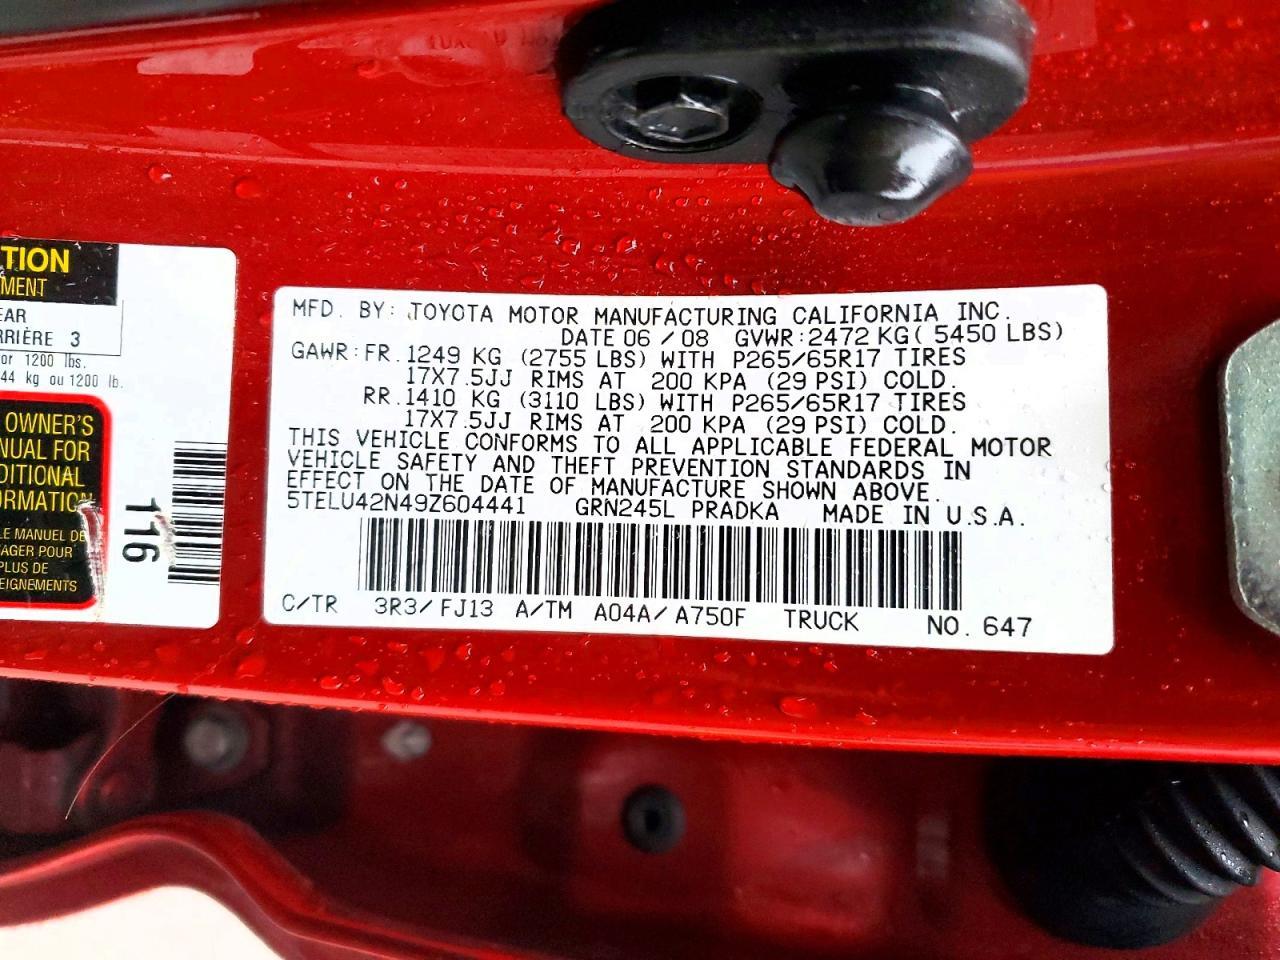 TION
MENT
EAR
RRIÈRE 3
or 1200 lbs.
44 kg ou 1200 lb.
OWNER'S
NUAL FOR
DITIONAL
ORMATION
LE MANUEL DE
AGER POUR
PLUS DE
EIGNEMENTS
116
MFD. BY: TOYOTA MOTOR MANUFACTURING CALIFORNIA INC.
DATE 06/08 GVWR:2472 KG( 5450 LBS)
GAWR:FR.1249 KG (2755 LBS) WITH P265/65R17 TIRES
17X7.5JJ RIMS AT 200 KPA (29 PSI) COLD.
RR.1410 KG (3110 LBS) WITH P265/65R17 TIRES
17X7.5JJ RIMS AT 200 KPA (29 PSI) COLD.
THIS VEHICLE CONFORMS TO ALL APPLICABLE FEDERAL MOTOR
VEHICLE SAFETY AND THEFT PREVENTION STANDARDS IN
EFFECT ON THE DATE OF MANUFACTURE SHOWN ABOVE.
5TELU42N49Z604441 GRN245L PRADKA MADE IN U.S.A.
C/TR 3R3/FJ13 A/TM A04A/A750F TRUCK NO. 647